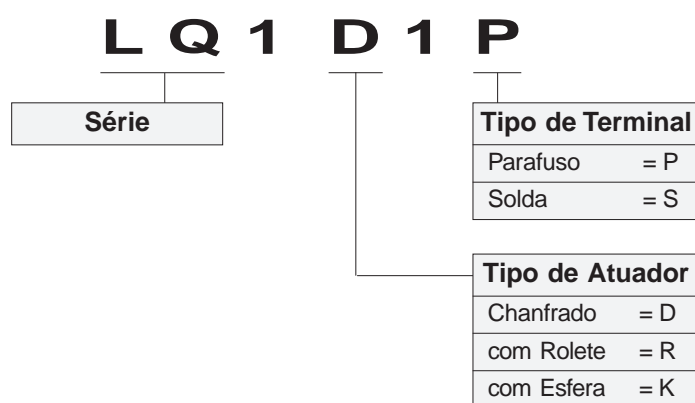 L Q 1 D 1 P
Série
Tipo de Terminal
Parafuso = P
Solda = S
Tipo de Atuador
Chanfrado = D
com Rolete = R
com Esfera = K